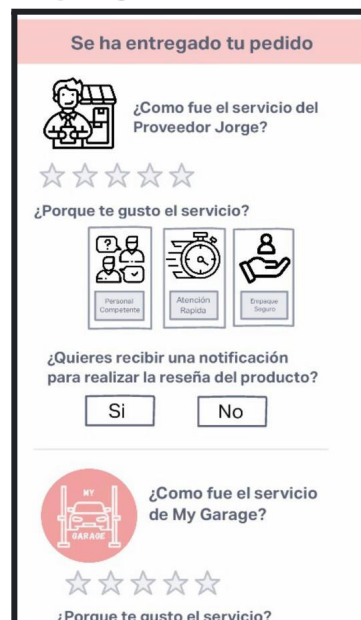 Se ha entregado tu pedido
¿Como fue el servicio del
Proveedor Jorge?
¿Porque te gusto el servicio?
Personal
Competente
Atención
Rapida
Empaque
Seguro
¿Quieres recibir una notificación
para realizar la reseña del producto?
Si
No
MY
GARAGE
¿Como fue el servicio
de My Garage?
¿Porque te gusto el servicio?